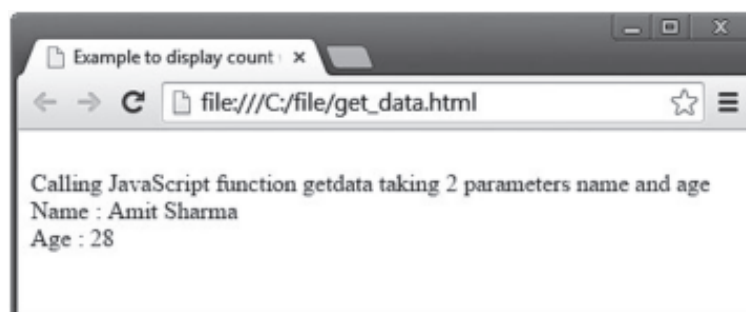 Example to display count
file:///C:/file/get_data.html
Calling JavaScript function getdata taking 2 parameters name and age
Name : Amit Sharma
Age : 28